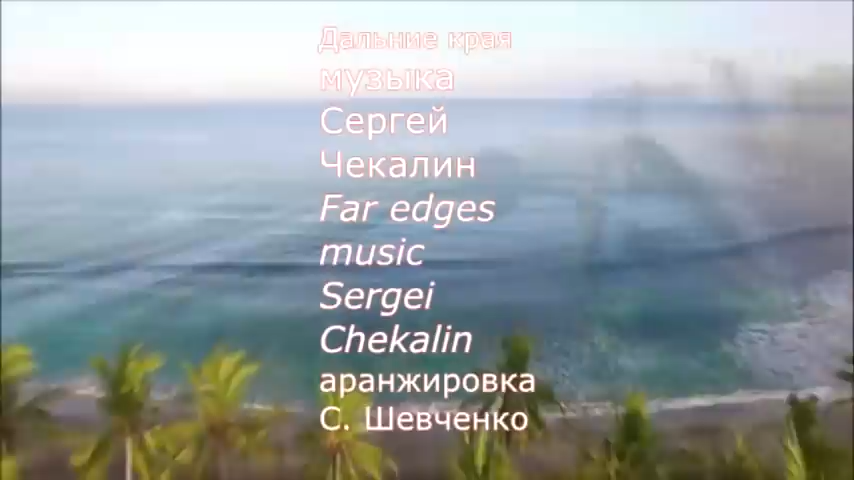 Дальние края
музыка
Сергей
Чекалин
Far edges
music
Sergei
Chekalin
аранжировка
С. Шевченко